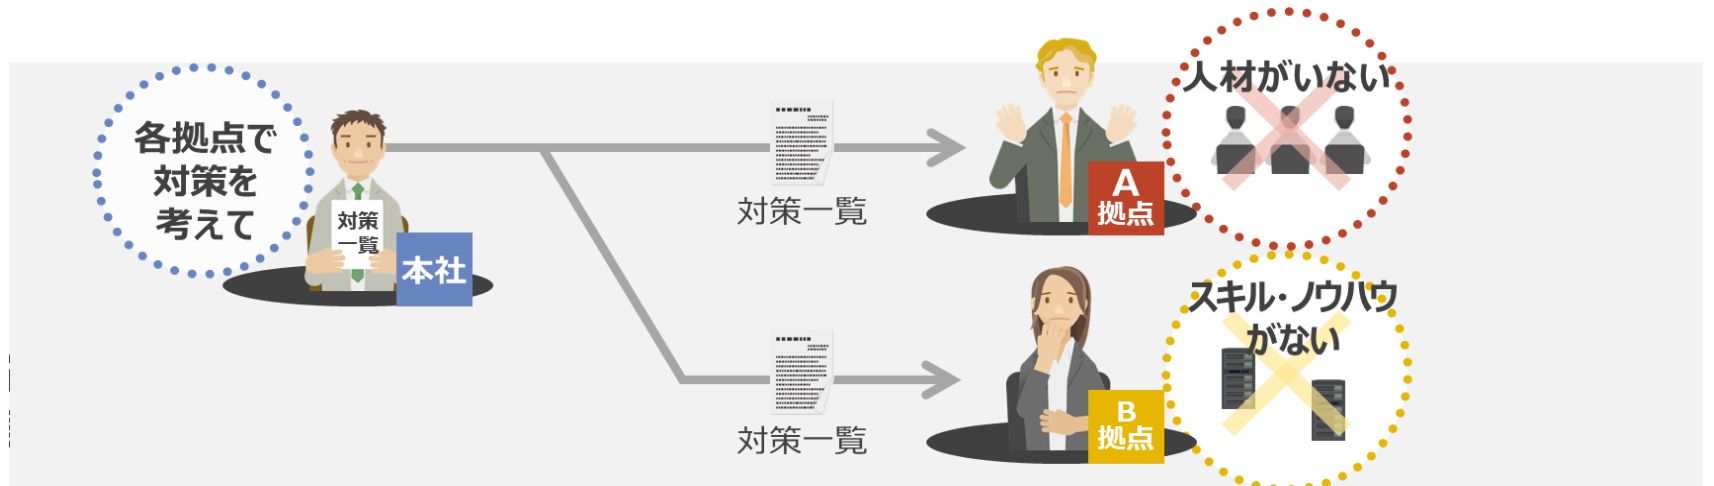 各拠点で
対策を
考えて
対策
一覧
本社
対策一覧
A
拠点
人材がいない
対策一覧
B
拠点
スキル・ノウハウ
がない